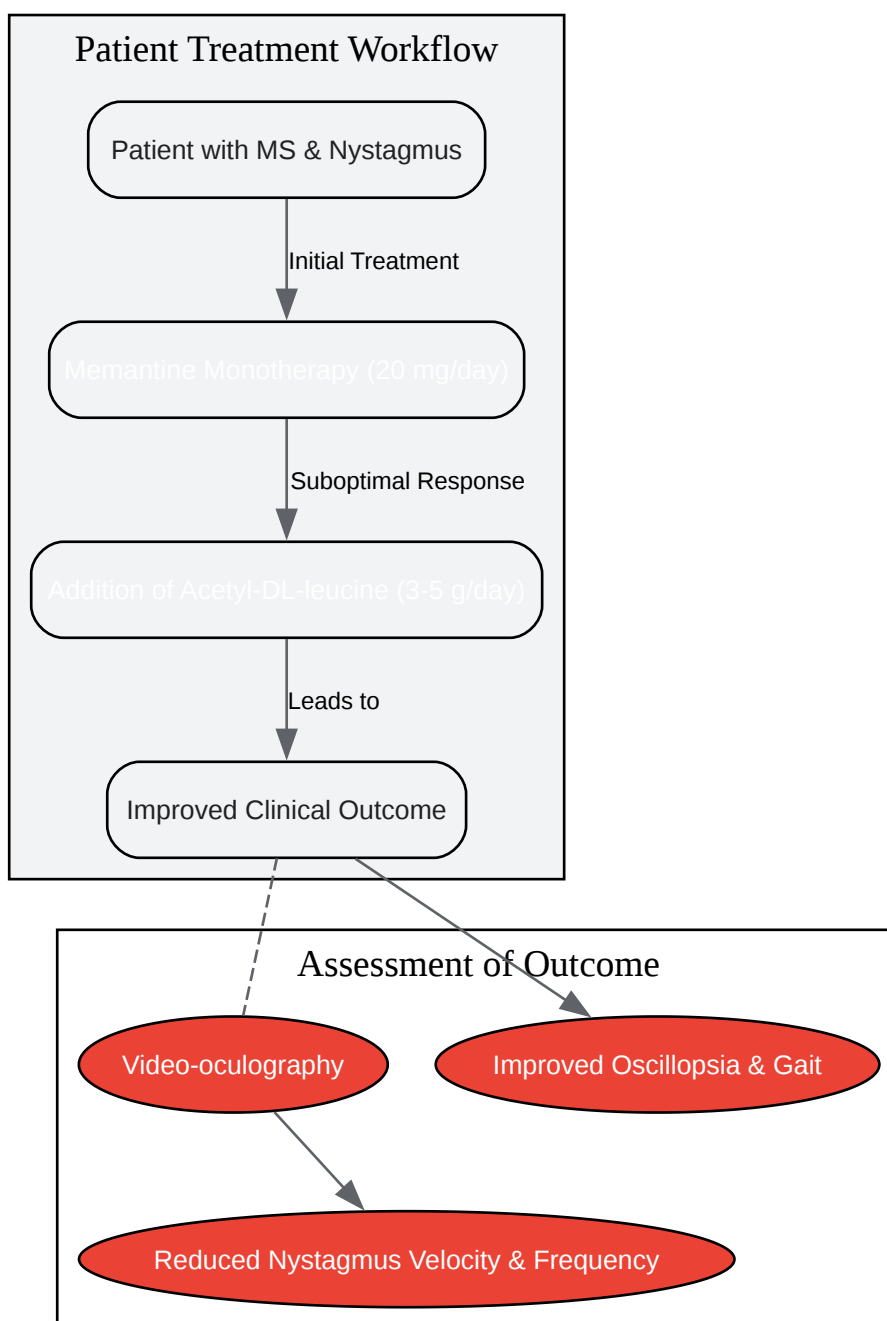 Patient Treatment Workflow
Patient with MS & Nystagmus
Initial Treatment
Memantine Monotherapy (20 mg/day)
Suboptimal Response
Addition of Acetyl-DL-leucine (3-5 g/day)
Leads to
Improved Clinical Outcome
Assessment of Outcome
Video-oculography
Improved Oscillopsia & Gait
Reduced Nystagmus Velocity & Frequency